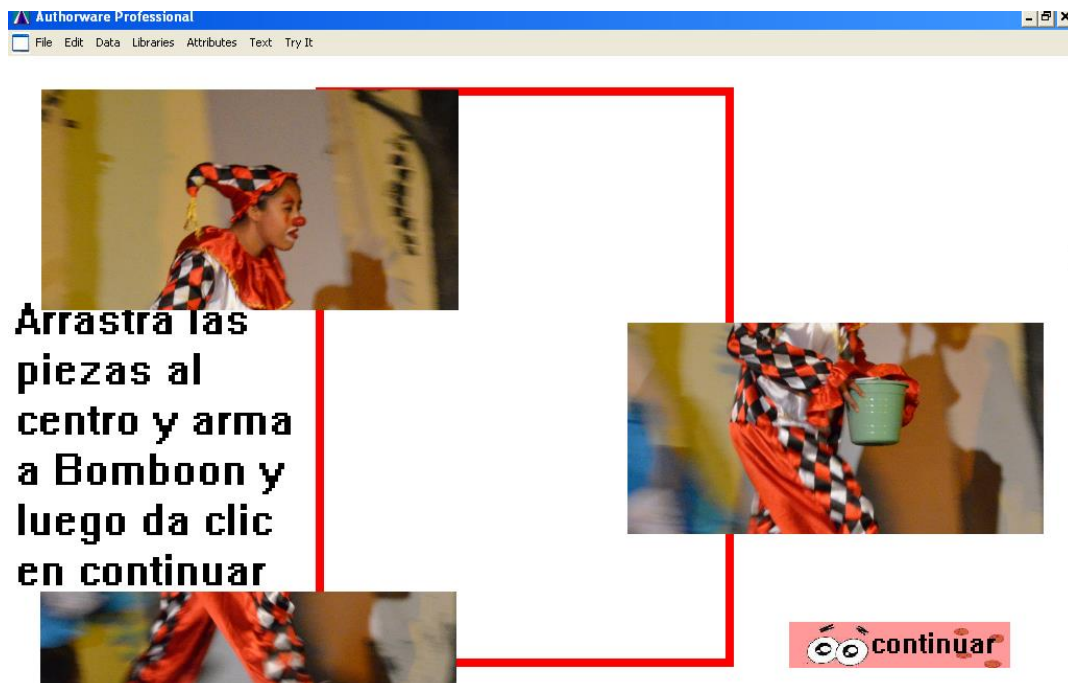 Authorware Professional
File Edit Data Libraries Attributes Text Try It
Arrastra las
piezas al
centro y arma
a Bomboon y
luego da clic
en continuar
continuar